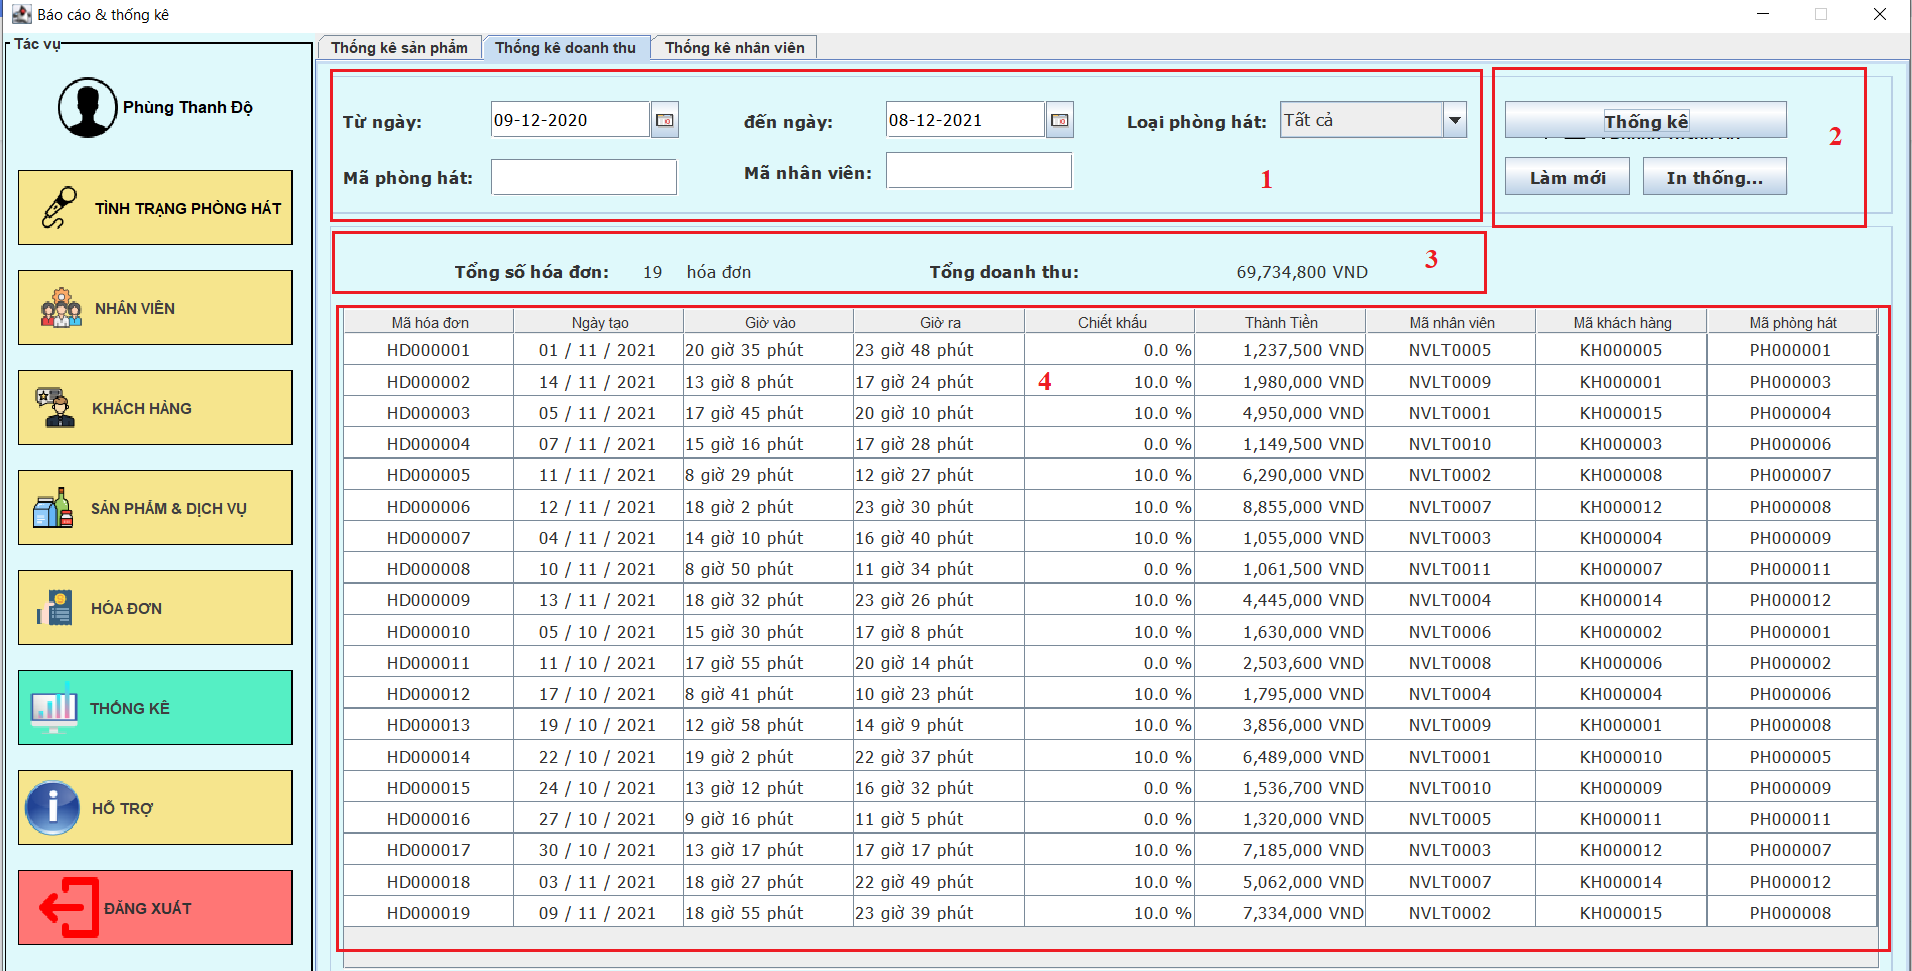 Báo cáo & thống kê
Tác vụ
Phùng Thanh Độ
TÌNH TRẠNG PHÒNG HÁT
NHÂN VIÊN
KHÁCH HÀNG
SẢN PHẨM & DỊCH VỤ
HÓA ĐƠN
THỐNG KÊ
HỖ TRỢ
ĐĂNG XUẤT
Thống kê sản phẩm Thống kê doanh thu Thống kê nhân viên
Từ ngày: 09-12-2020 đến ngày: 08-12-2021 Loại phòng hát: Tất cả
Mã phòng hát: Mã nhân viên: 1
Thống kê 2
Làm mới In thống...
Tổng số hóa đơn: 19 hóa đơn Tổng doanh thu: 69,734,800 VND 3
Mã hóa đơn Ngày tạo Giờ vào Giờ ra Chiết khấu Thành Tiền Mã nhân viên Mã khách hàng Mã phòng hát
HD000001 01 / 11 / 2021 20 giờ 35 phút 23 giờ 48 phút 0.0 % 1,237,500 VND NVLT0005 KH000005 PH000001
HD000002 14 / 11 / 2021 13 giờ 8 phút 17 giờ 24 phút 4 10.0 % 1,980,000 VND NVLT0009 KH000001 PH000003
HD000003 05 / 11 / 2021 17 giờ 45 phút 20 giờ 10 phút 10.0 % 4,950,000 VND NVLT0001 KH000015 PH000004
HD000004 07 / 11 / 2021 15 giờ 16 phút 17 giờ 28 phút 0.0 % 1,149,500 VND NVLT0010 KH000003 PH000006
HD000005 11 / 11 / 2021 8 giờ 29 phút 12 giờ 27 phút 10.0 % 6,290,000 VND NVLT0002 KH000008 PH000007
HD000006 12 / 11 / 2021 18 giờ 2 phút 23 giờ 30 phút 10.0 % 8,855,000 VND NVLT0007 KH000012 PH000008
HD000007 04 / 11 / 2021 14 giờ 10 phút 16 giờ 40 phút 10.0 % 1,055,000 VND NVLT0003 KH000004 PH000009
HD000008 10 / 11 / 2021 8 giờ 50 phút 11 giờ 34 phút 0.0 % 1,061,500 VND NVLT0011 KH000007 PH000011
HD000009 13 / 11 / 2021 18 giờ 32 phút 23 giờ 26 phút 10.0 % 4,445,000 VND NVLT0004 KH000014 PH000012
HD000010 05 / 10 / 2021 15 giờ 30 phút 17 giờ 8 phút 10.0 % 1,630,000 VND NVLT0006 KH000002 PH000001
HD000011 11 / 10 / 2021 17 giờ 55 phút 20 giờ 14 phút 0.0 % 2,503,600 VND NVLT0008 KH000006 PH000002
HD000012 17 / 10 / 2021 8 giờ 41 phút 10 giờ 23 phút 10.0 % 1,795,000 VND NVLT0004 KH000004 PH000006
HD000013 19 / 10 / 2021 12 giờ 58 phút 14 giờ 9 phút 10.0 % 3,856,000 VND NVLT0009 KH000001 PH000008
HD000014 22 / 10 / 2021 19 giờ 2 phút 22 giờ 37 phút 10.0 % 6,489,000 VND NVLT0001 KH000010 PH000005
HD000015 24 / 10 / 2021 13 giờ 12 phút 16 giờ 32 phút 0.0 % 1,536,700 VND NVLT0010 KH000009 PH000009
HD000016 27 / 10 / 2021 9 giờ 16 phút 11 giờ 5 phút 0.0 % 1,320,000 VND NVLT0005 KH000011 PH000011
HD000017 30 / 10 / 2021 13 giờ 17 phút 17 giờ 17 phút 10.0 % 7,185,000 VND NVLT0003 KH000012 PH000007
HD000018 03 / 11 / 2021 18 giờ 27 phút 22 giờ 49 phút 10.0 % 5,062,000 VND NVLT0007 KH000014 PH000012
HD000019 09 / 11 / 2021 18 giờ 55 phút 23 giờ 39 phút 10.0 % 7,334,000 VND NVLT0002 KH000015 PH000008